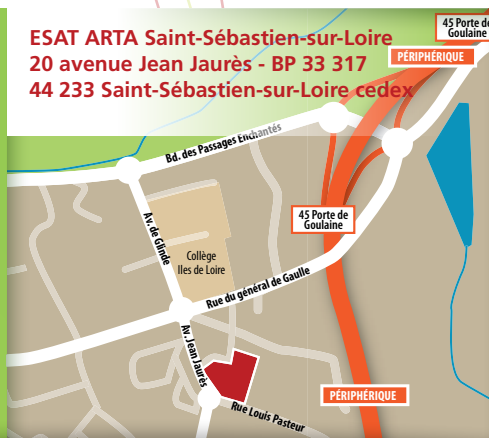 ESAT ARTA Saint-Sébastien-sur-Loire
20 avenue Jean Jaurès - BP 33 317
44 233 Saint-Sébastien-sur-Loire cedex
45 Porte de
Goulaine
PÉRIPHÉRIQUE
Bd. des Passages Enchantés
Av. de Glinde
Collège
Iles de Loire
45 Porte de
Goulaine
Rue du général de Gaulle
Av. Jean Jaurès
PÉRIPHÉRIQUE
Rue Louis Pasteur